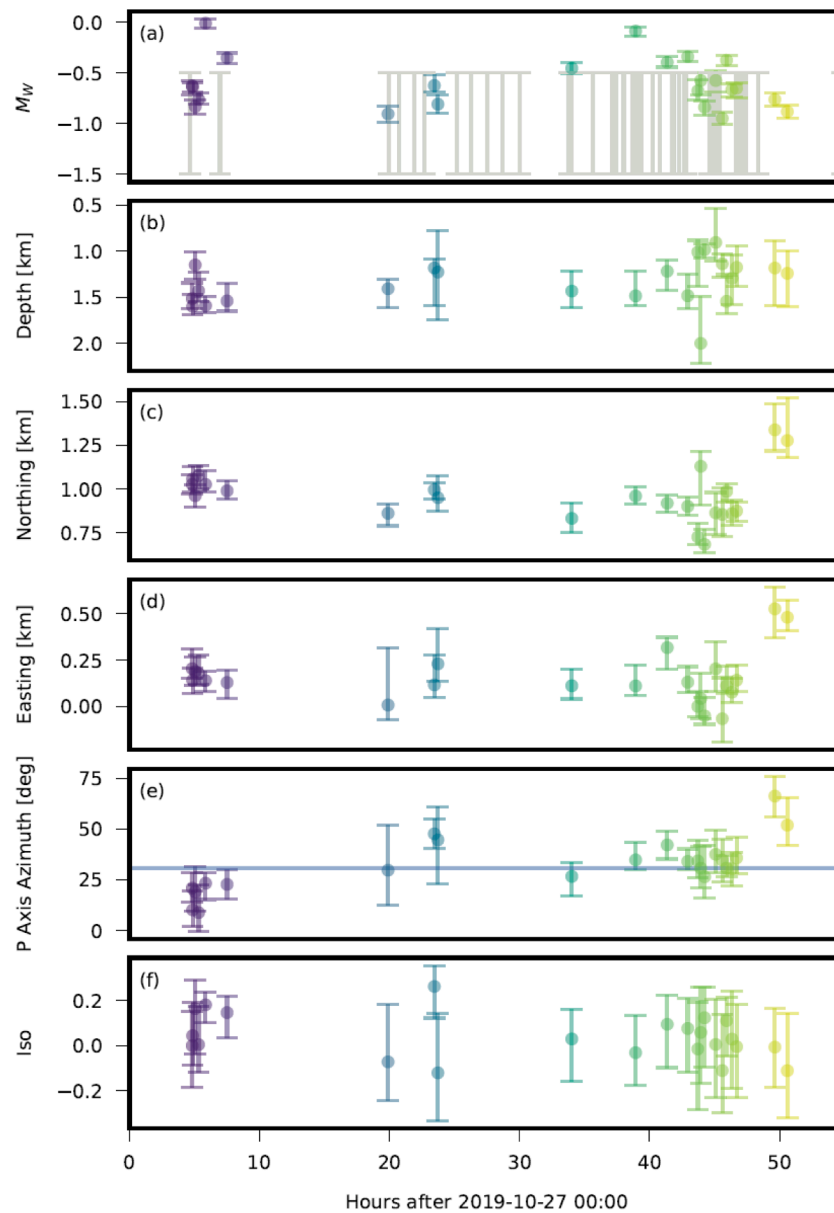 (a)
0.0
−0.5
−1.0
−1.5
M_W
(b)
0.5
1.0
1.5
2.0
Depth [km]
(c)
1.50
1.25
1.00
0.75
Northing [km]
(d)
0.50
0.25
0.00
Easting [km]
(e)
75
50
25
0
P Axis Azimuth [deg]
(f)
0.2
0.0
−0.2
Iso
0 10 20 30 40 50
Hours after 2019-10-27 00:00